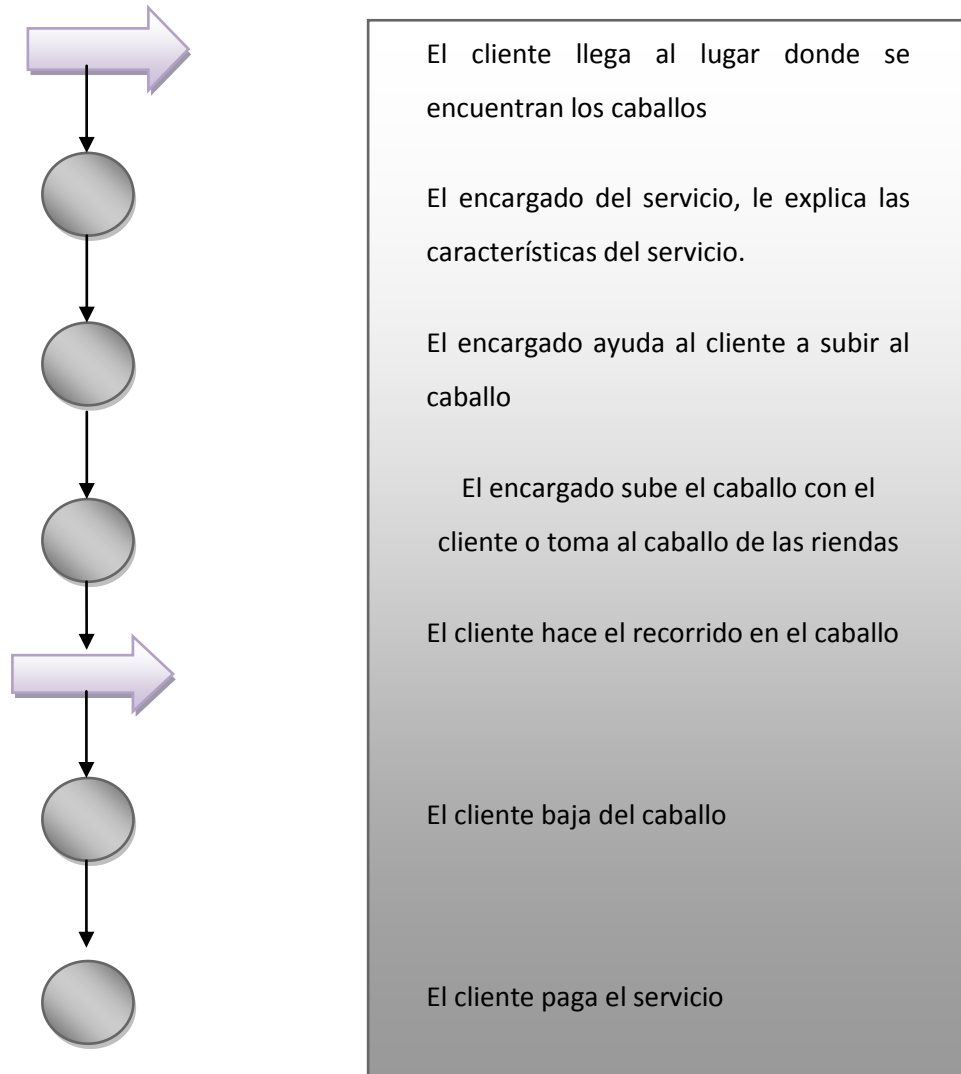 El cliente llega al lugar donde se
encuentran los caballos
El encargado del servicio, le explica las
características del servicio.
El encargado ayuda al cliente a subir al
caballo
El encargado sube el caballo con el
cliente o toma al caballo de las riendas
El cliente hace el recorrido en el caballo
El cliente baja del caballo
El cliente paga el servicio